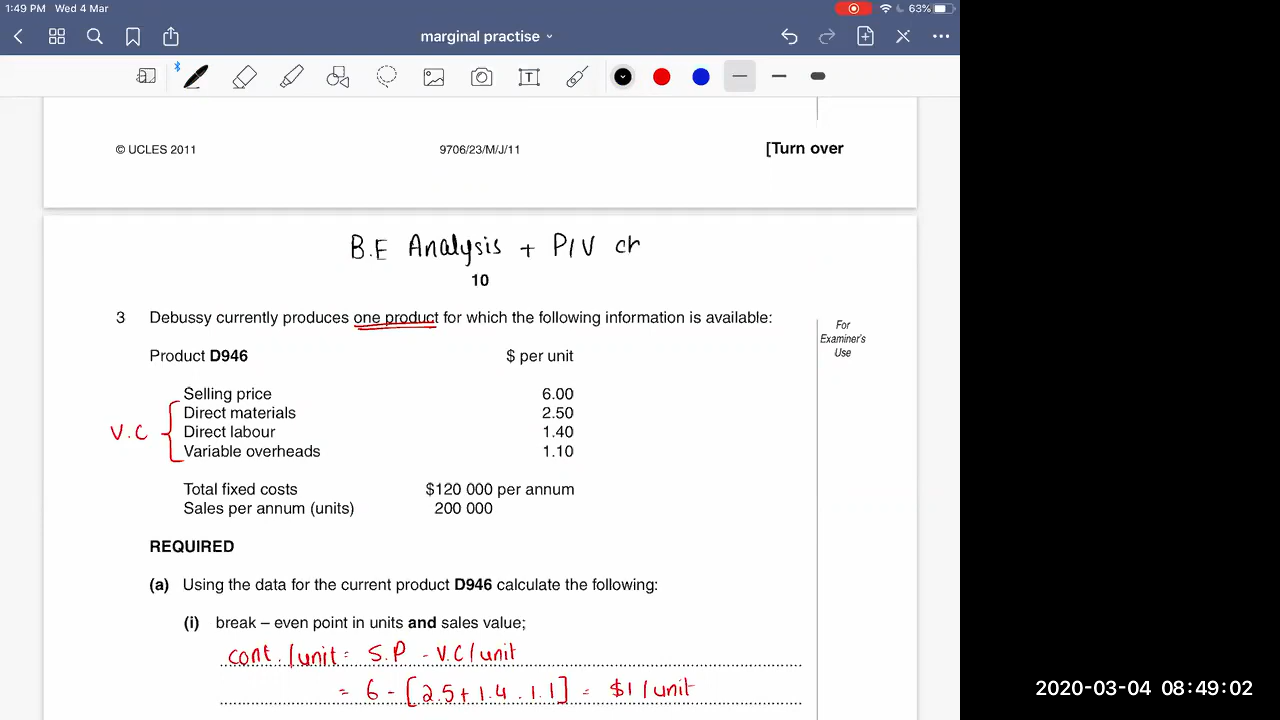 1:49 PM Wed 4 Mar
63%
marginal practise
© UCLES 2011
9706/23/M/J/11
[Turn over
B.E Analysis + P/V ch
10
3 Debussy currently produces one product for which the following information is available:
For
Examiner's
Use
Product D946 $ per unit
Selling price 6.00
Direct materials 2.50
V.C
Direct labour 1.40
Variable overheads 1.10
Total fixed costs $120 000 per annum
Sales per annum (units) 200 000
REQUIRED
(a) Using the data for the current product D946 calculate the following:
(i) break – even point in units and sales value;
cont./unit = S.P - V.C/unit
= 6 - [2.5+1.4.1.1] = $1/unit
2020-03-04 08:49:02